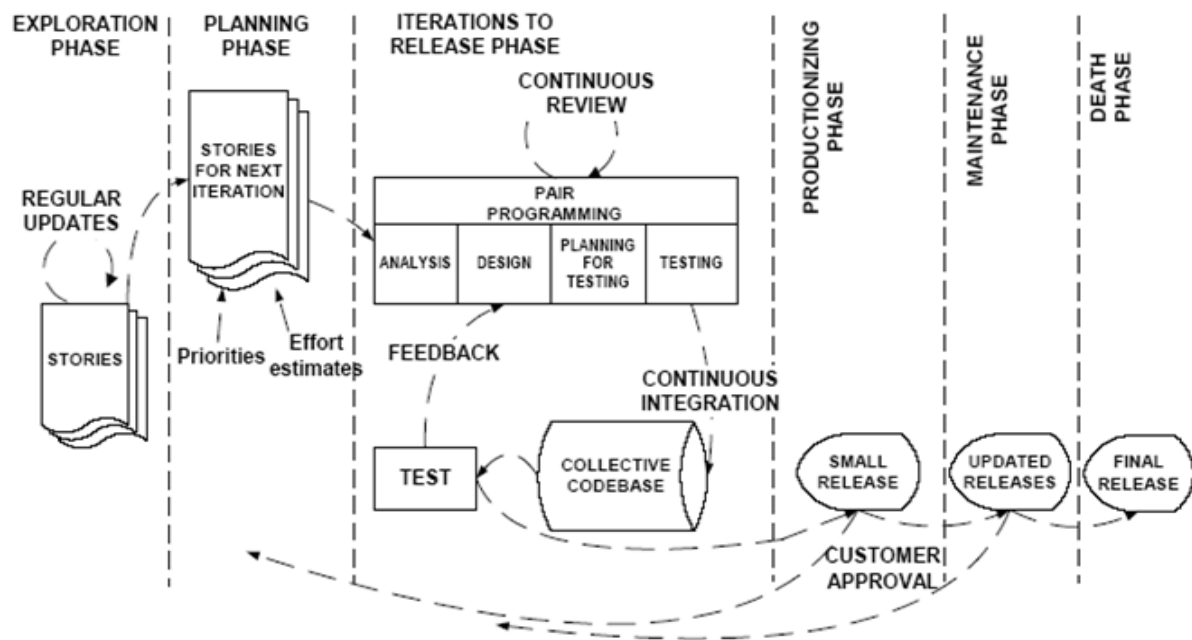 EXPLORATION
PHASE
PLANNING
PHASE
ITERATIONS TO
RELEASE PHASE
PRODUCTIONIZING
PHASE
MAINTENANCE
PHASE
DEATH
PHASE
CONTINUOUS
REVIEW
REGULAR
UPDATES
STORIES
FOR NEXT
ITERATION
PAIR
PROGRAMMING
ANALYSIS
DESIGN
PLANNING
FOR
TESTING
TESTING
STORIES
Priorities
Effort
estimates
FEEDBACK
CONTINUOUS
INTEGRATION
TEST
COLLECTIVE
CODEBASE
SMALL
RELEASE
UPDATED
RELEASES
FINAL
RELEASE
CUSTOMER
APPROVAL